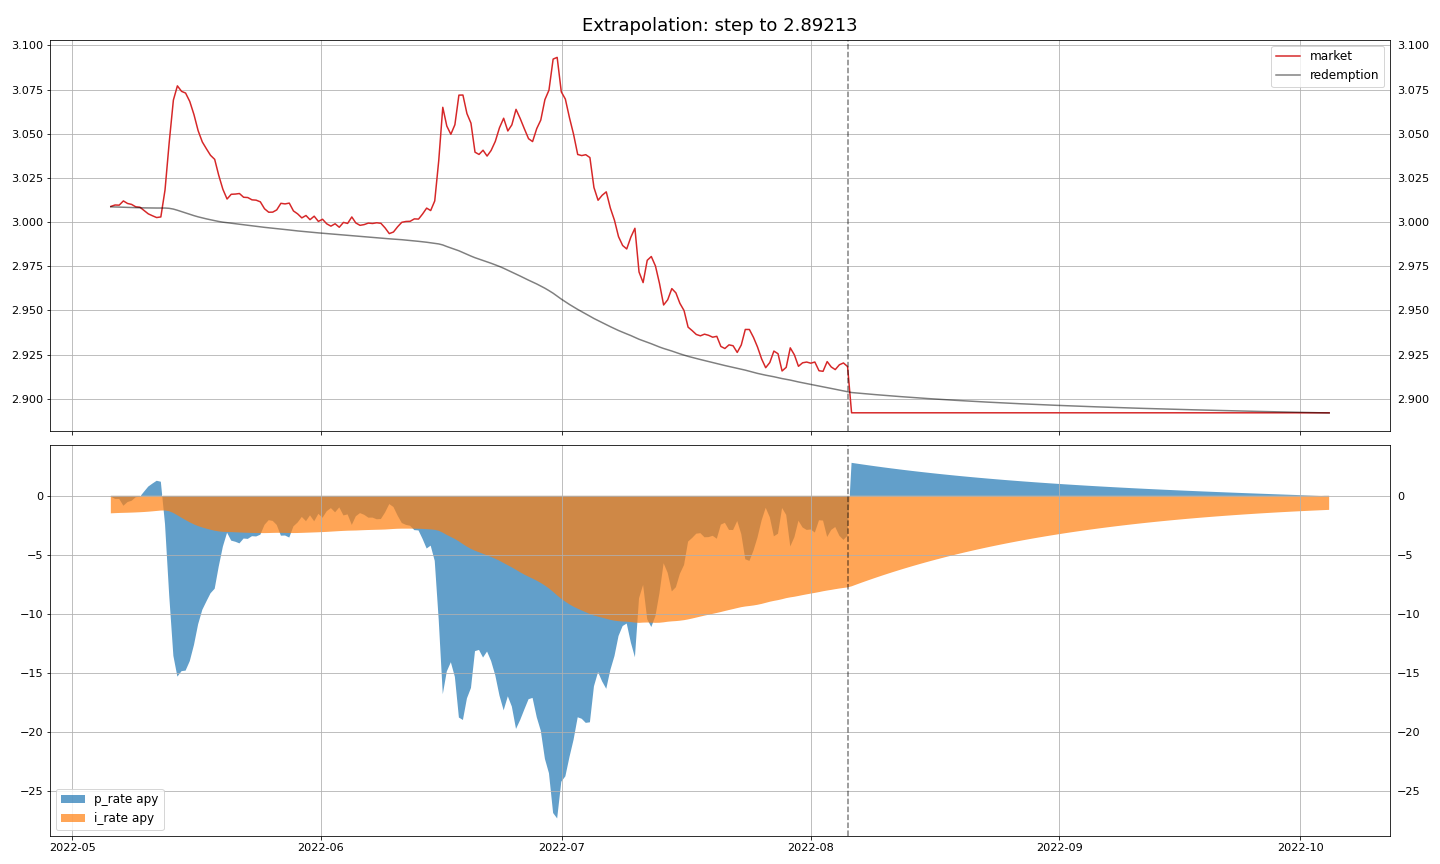 Extrapolation: step to 2.89213
3.100 3.100
3.075 3.075
3.050 3.050
3.025 3.025
3.000 3.000
2.975 2.975
2.950 2.950
2.925 2.925
2.900 2.900
market
redemption
0 0
−5 −5
−10 −10
−15 −15
−20 −20
−25 −25
p_rate apy
i_rate apy
2022-05 2022-06 2022-07 2022-08 2022-09 2022-10